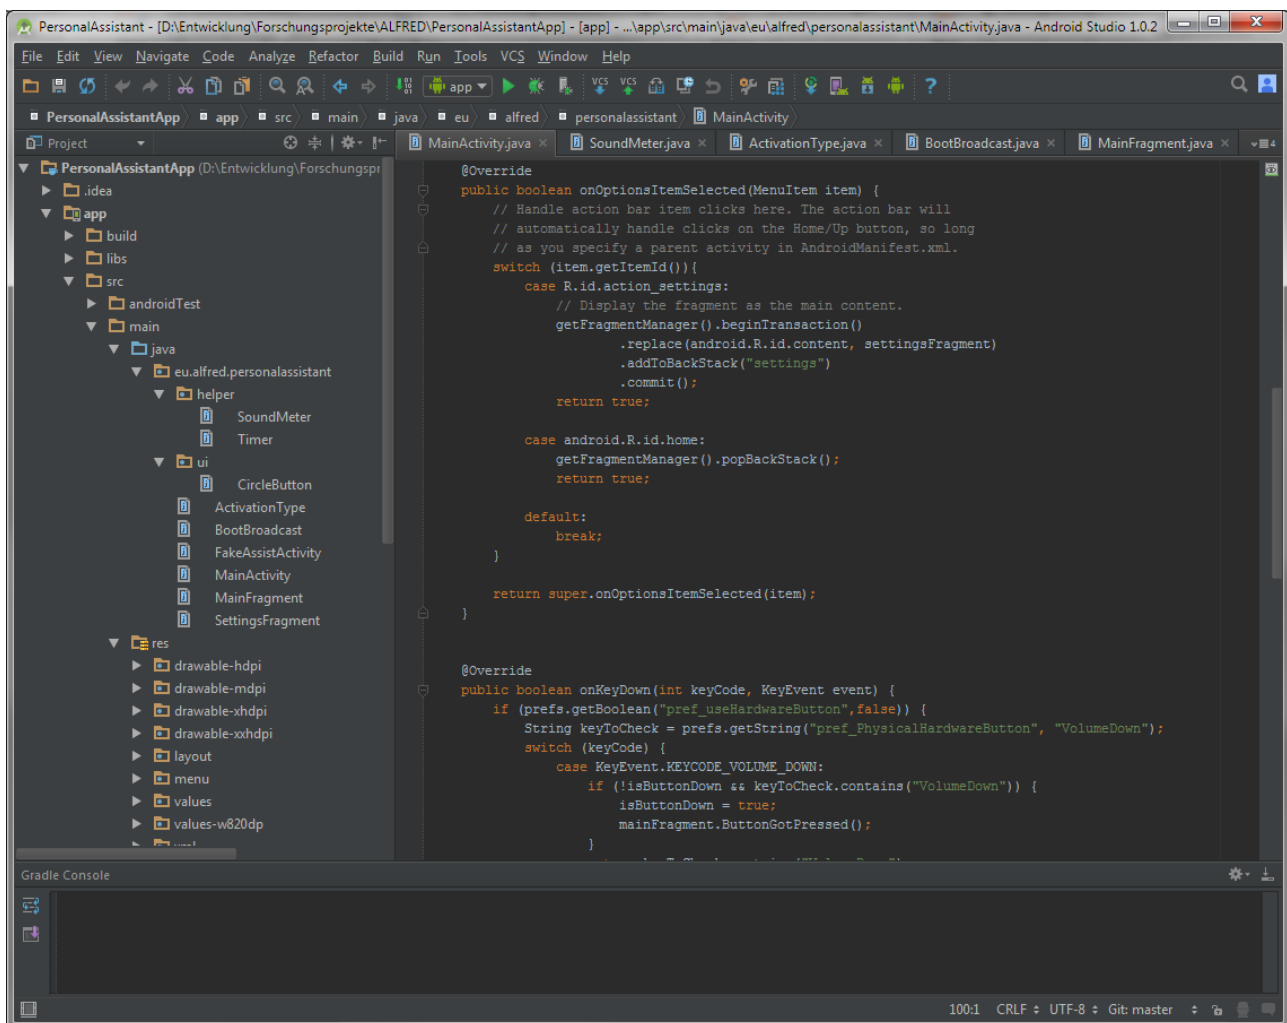 PersonalAssistant - [D:\Entwicklung\Forschungsprojekte\ALFRED\PersonalAssistantApp] - [app] - ...\app\src\main\java\eu\alfred\personalassistant\MainActivity.java - Android Studio 1.0.2
File Edit View Navigate Code Analyze Refactor Build Run Tools VCS Window Help
app
PersonalAssistantApp app src main java eu alfred personalassistant MainActivity
Project
MainActivity.java SoundMeter.java ActivationType.java BootBroadcast.java MainFragment.java 4
PersonalAssistantApp (D:\Entwicklung\Forschungspr
.idea
app
build
libs
src
androidTest
main
java
eu.alfred.personalassistant
helper
SoundMeter
Timer
ui
CircleButton
ActivationType
BootBroadcast
FakeAssistActivity
MainActivity
MainFragment
SettingsFragment
res
drawable-hdpi
drawable-mdpi
drawable-xhdpi
drawable-xxhdpi
layout
menu
values
values-w820dp
@Override
public boolean onOptionsItemSelected(MenuItem item) {
// Handle action bar item clicks here. The action bar will
// automatically handle clicks on the Home/Up button, so long
// as you specify a parent activity in AndroidManifest.xml.
switch (item.getItemId()){
case R.id.action_settings:
// Display the fragment as the main content.
getFragmentManager().beginTransaction()
.replace(android.R.id.content, settingsFragment)
.addToBackStack("settings")
.commit();
return true;
case android.R.id.home:
getFragmentManager().popBackStack();
return true;
default:
break;
}
return super.onOptionsItemSelected(item);
}
@Override
public boolean onKeyDown(int keyCode, KeyEvent event) {
if (prefs.getBoolean("pref_useHardwareButton",false)) {
String keyToCheck = prefs.getString("pref_PhysicalHardwareButton", "VolumeDown");
switch (keyCode) {
case KeyEvent.KEYCODE_VOLUME_DOWN:
if (!isButtonDown && keyToCheck.contains("VolumeDown")) {
isButtonDown = true;
mainFragment.ButtonGotPressed();
}
Gradle Console
100:1 CRLF UTF-8 Git: master